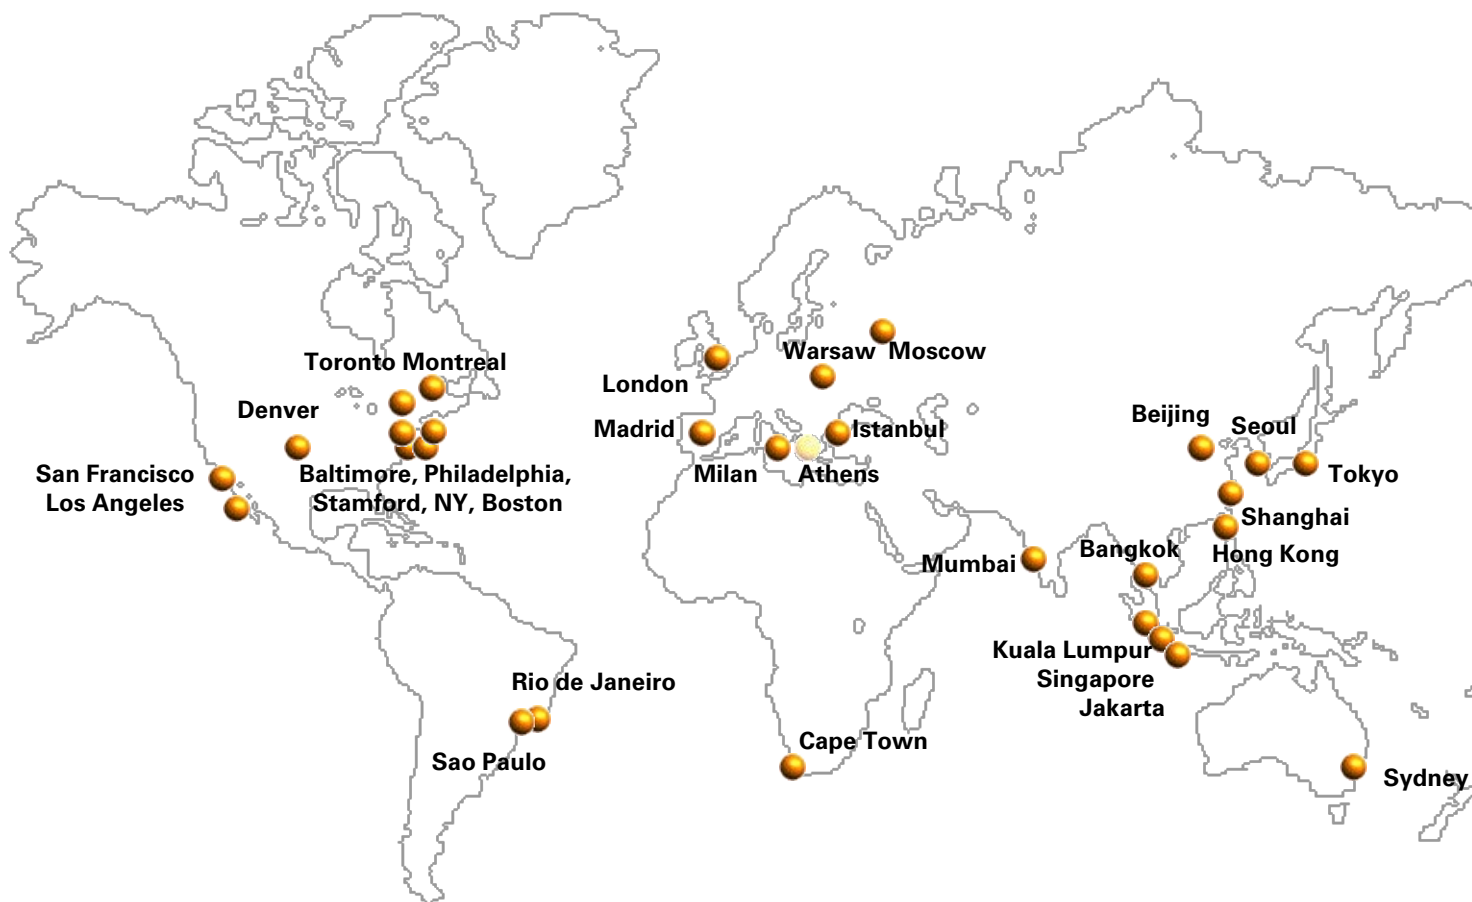 Toronto Montreal
Denver
San Francisco
Los Angeles
Baltimore, Philadelphia,
Stamford, NY, Boston
Rio de Janeiro
Sao Paulo
London
Warsaw Moscow
Madrid
Istanbul
Milan
Athens
Cape Town
Beijing
Seoul
Tokyo
Shanghai
Hong Kong
Mumbai
Bangkok
Kuala Lumpur
Singapore
Jakarta
Sydney